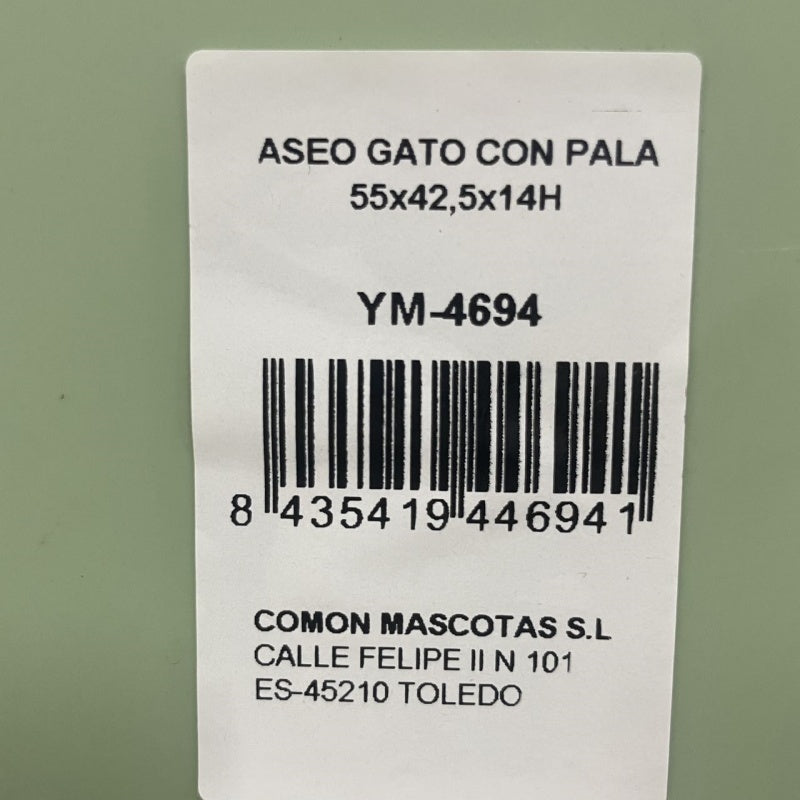 ASEO GATO CON PALA
55x42,5x14H
YM-4694
8 435419 446941
COMON MASCOTAS S.L
CALLE FELIPE II N 101
ES-45210 TOLEDO